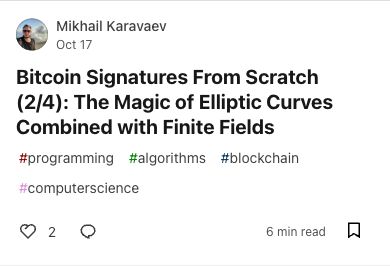 Mikhail Karavaev
Oct 17
Bitcoin Signatures From Scratch
(2/4): The Magic of Elliptic Curves
Combined with Finite Fields
#programming #algorithms #blockchain
#computerscience
2 6 min read